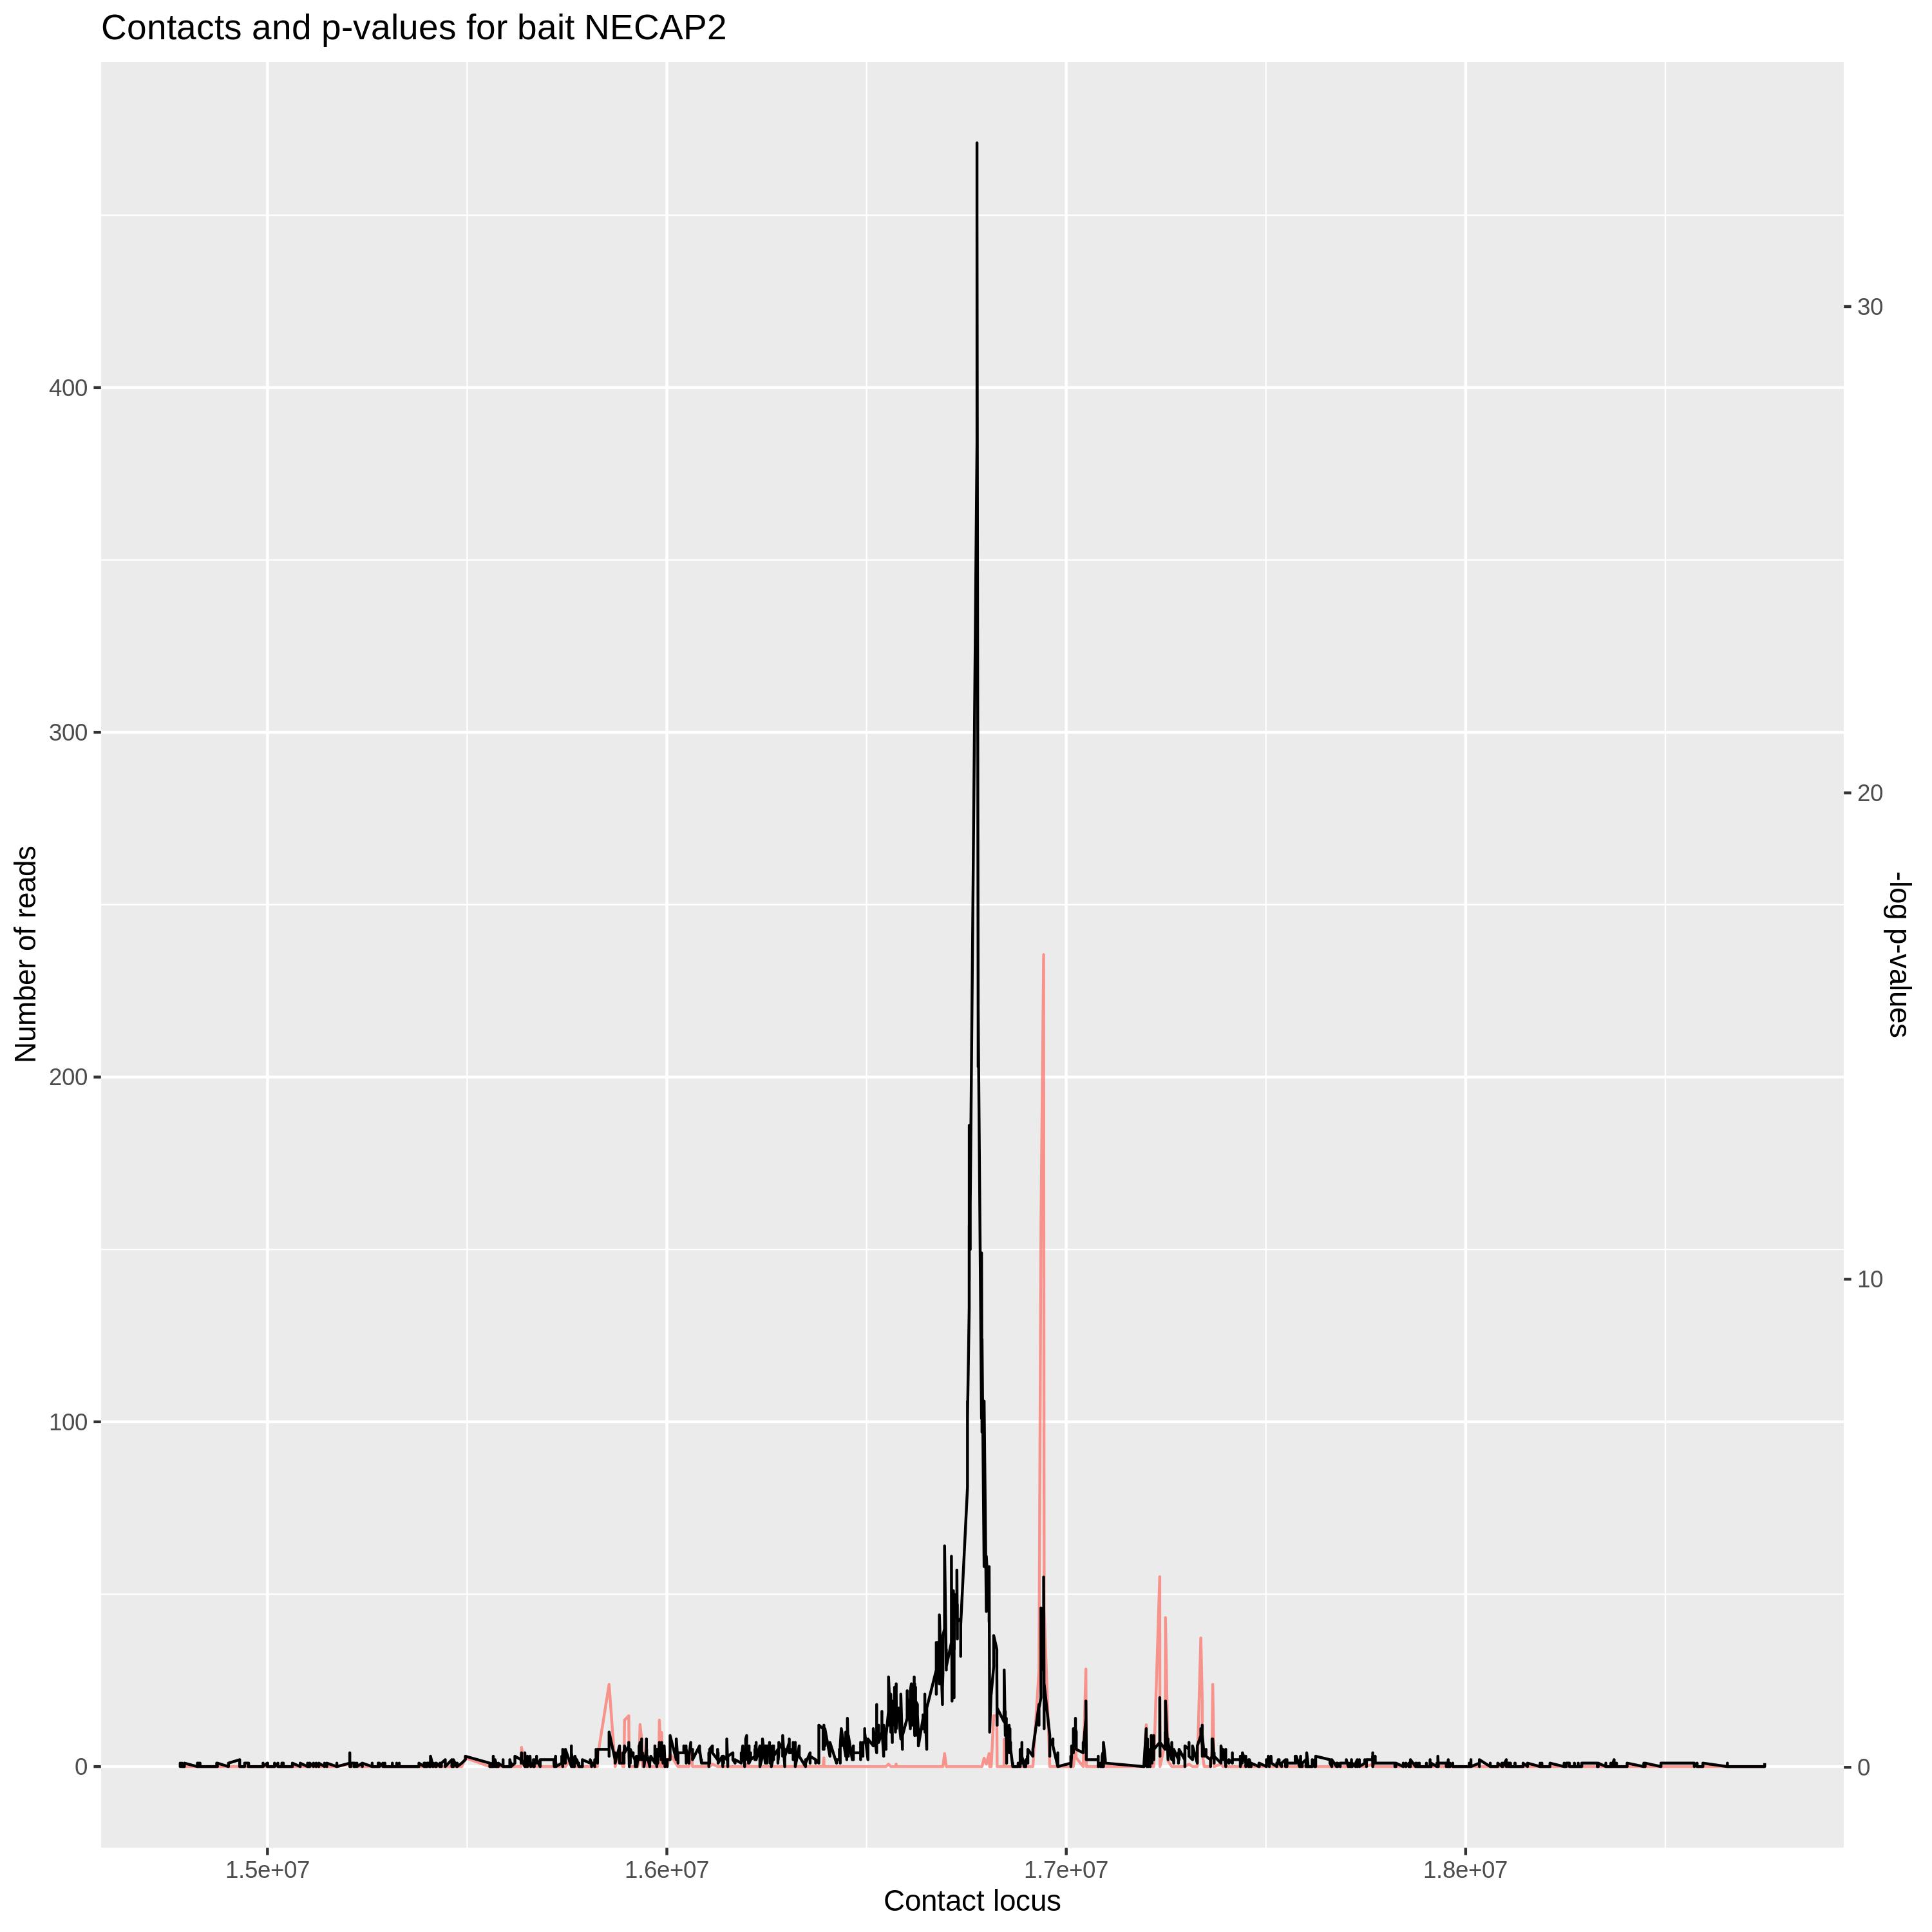 Contacts and p-values for bait NECAP2
400
300
200
100
0
Number of reads
30
20
10
0
-log p-values
1.5e+07
1.6e+07
1.7e+07
1.8e+07
Contact locus